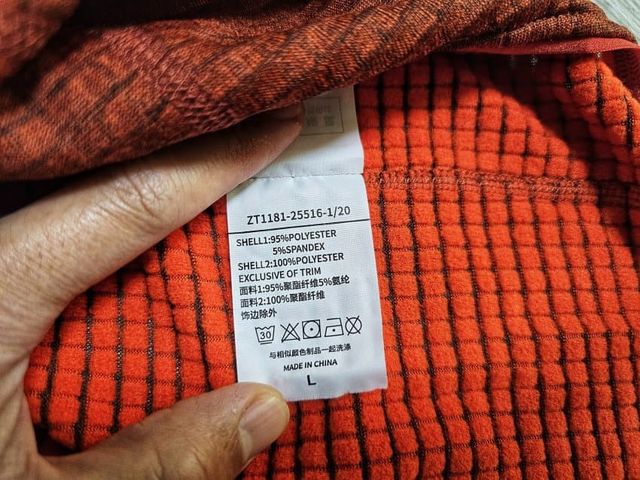 ZT1181-25516-1/20
SHELL1:95%POLYESTER
5%SPANDEX
SHELL2:100%POLYESTER
EXCLUSIVE OF TRIM
面料1:95%聚酯纤维5%氨纶
面料2:100%聚酯纤维
饰边除外
30
与相似颜色制品一起洗涤
MADE IN CHINA
L